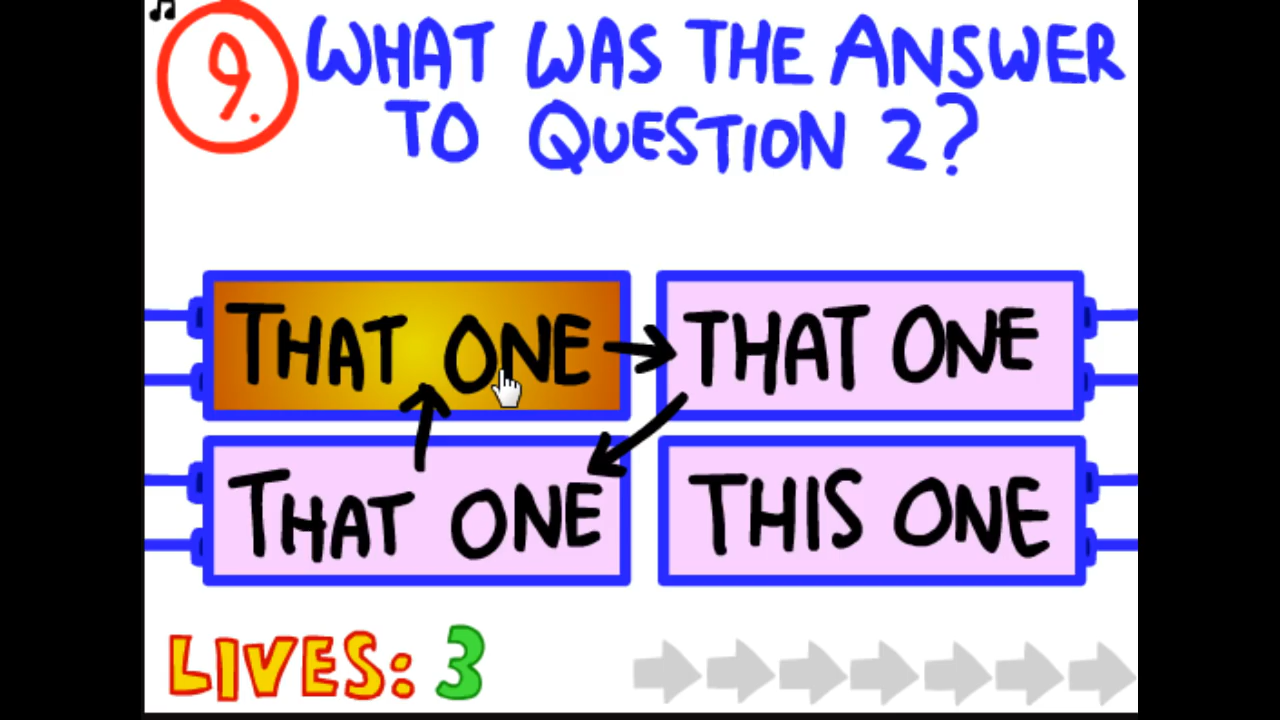 9. WHAT WAS THE ANSWER
TO QUESTION 2?
THAT ONE THAT ONE
THAT ONE THIS ONE
LIVES: 3